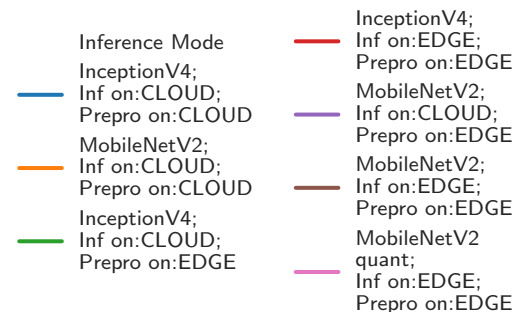 Inference Mode
InceptionV4;
Inf on:CLOUD;
Prepro on:CLOUD
MobileNetV2;
Inf on:CLOUD;
Prepro on:CLOUD
InceptionV4;
Inf on:CLOUD;
Prepro on:EDGE
InceptionV4;
Inf on:EDGE;
Prepro on:EDGE
MobileNetV2;
Inf on:CLOUD;
Prepro on:EDGE
MobileNetV2;
Inf on:EDGE;
Prepro on:EDGE
MobileNetV2
quant;
Inf on:EDGE;
Prepro on:EDGE